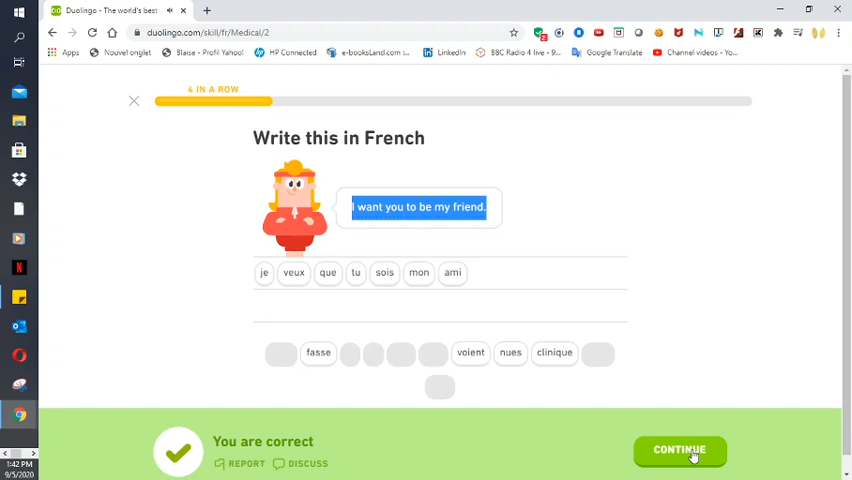 Duolingo - The world's best
duolingo.com/skill/fr/Medical/2
Apps Nouvel onglet Blaise - Profil Yahoo! HP Connected e-booksLand.com :... LinkedIn BBC Radio 4 live - 9... Google Translate Channel videos - Yo...
4 IN A ROW
Write this in French
I want you to be my friend.
je veux que tu sois mon ami
fasse voient nues clinique
You are correct
REPORT DISCUSS
CONTINUE
1:42 PM
9/5/2020